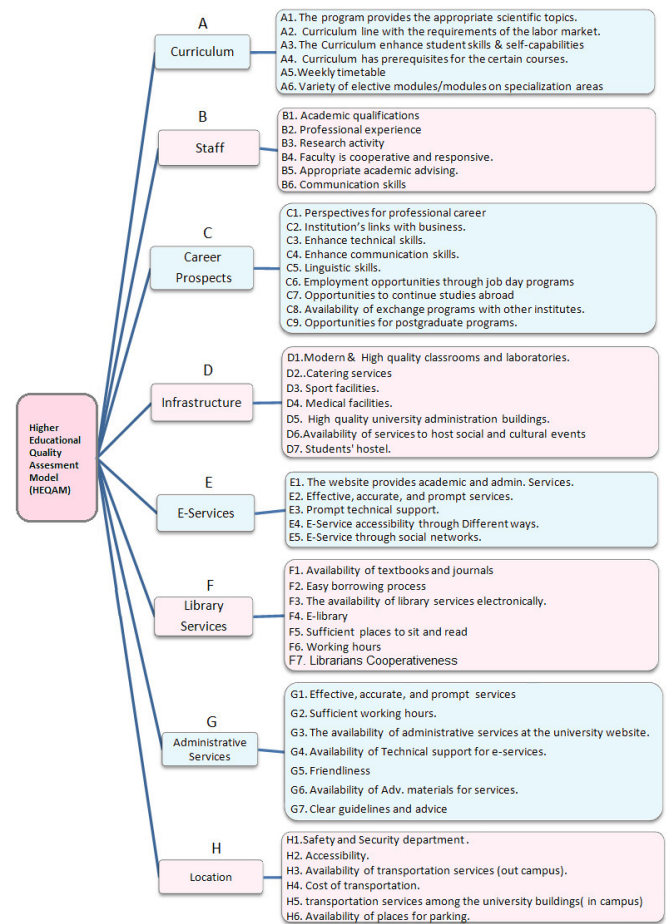 A
Curriculum
A1. The program provides the appropriate scientific topics.
A2. Curriculum line with the requirements of the labor market.
A3. The Curriculum enhance student skills & self-capabilities
A4. Curriculum has prerequisites for the certain courses.
A5.Weekly timetable
A6. Variety of elective modules/modules on specialization areas
B
Staff
B1. Academic qualifications
B2. Professional experience
B3. Research activity
B4. Faculty is cooperative and responsive.
B5. Appropriate academic advising.
B6. Communication skills
C
Career
Prospects
C1. Perspectives for professional career
C2. Institution's links with business.
C3. Enhance technical skills.
C4. Enhance communication skills.
C5. Linguistic skills.
C6. Employment opportunities through job day programs
C7. Opportunities to continue studies abroad
C8. Availability of exchange programs with other institutes.
C9. Opportunities for postgraduate programs.
D
Infrastructure
D1.Modern & High quality classrooms and laboratories.
D2..Catering services
D3. Sport facilities.
D4. Medical facilities.
D5. High quality university administration buildings.
D6.Availability of services to host social and cultural events
D7. Students' hostel.
Higher
Educational
Quality
Assesment
Model
(HEQAM)
E
E-Services
E1. The website provides academic and admin. Services.
E2. Effective, accurate, and prompt services.
E3. Prompt technical support.
E4. E-Service accessibility through Different ways.
E5. E-Service through social networks.
F
Library
Services
F1. Availability of textbooks and journals
F2. Easy borrowing process
F3. The availability of library services electronically.
F4. E-library
F5. Sufficient places to sit and read
F6. Working hours
F7. Librarians Cooperativeness
G
Administrative
Services
G1. Effective, accurate, and prompt services
G2. Sufficient working hours.
G3. The availability of administrative services at the university website.
G4. Availability of Technical support for e-services.
G5. Friendliness
G6. Availability of Adv. materials for services.
G7. Clear guidelines and advice
H
Location
H1.Safety and Security department .
H2. Accessibility.
H3. Availability of transportation services (out campus).
H4. Cost of transportation.
H5. transportation services among the university buildings( in campus)
H6. Availability of places for parking.